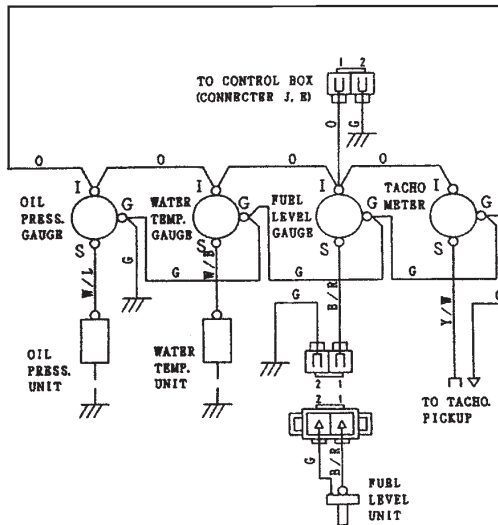 1 2
TO CONTROL BOX
(CONNECTER J, E)
O G
O O O O
I I I I
OIL
PRESS.
GAUGE
G
WATER
TEMP.
GAUGE
G
FUEL
LEVEL
GAUGE
G
TACHO
METER
G
S S S
G G G
W/L
G
W/B
B/R
G
Y/W
OIL
PRESS.
UNIT
WATER
TEMP.
UNIT
2 1
2 1
TO TACHO.
PICKUP
G
B/R
FUEL
LEVEL
UNIT